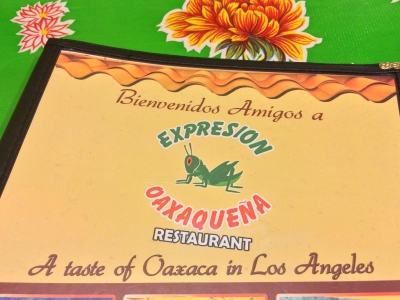 Bienvenidos Amigos a
EXPRESION
OAXAQUEÑA
RESTAURANT
A taste of Oaxaca in Los Angeles